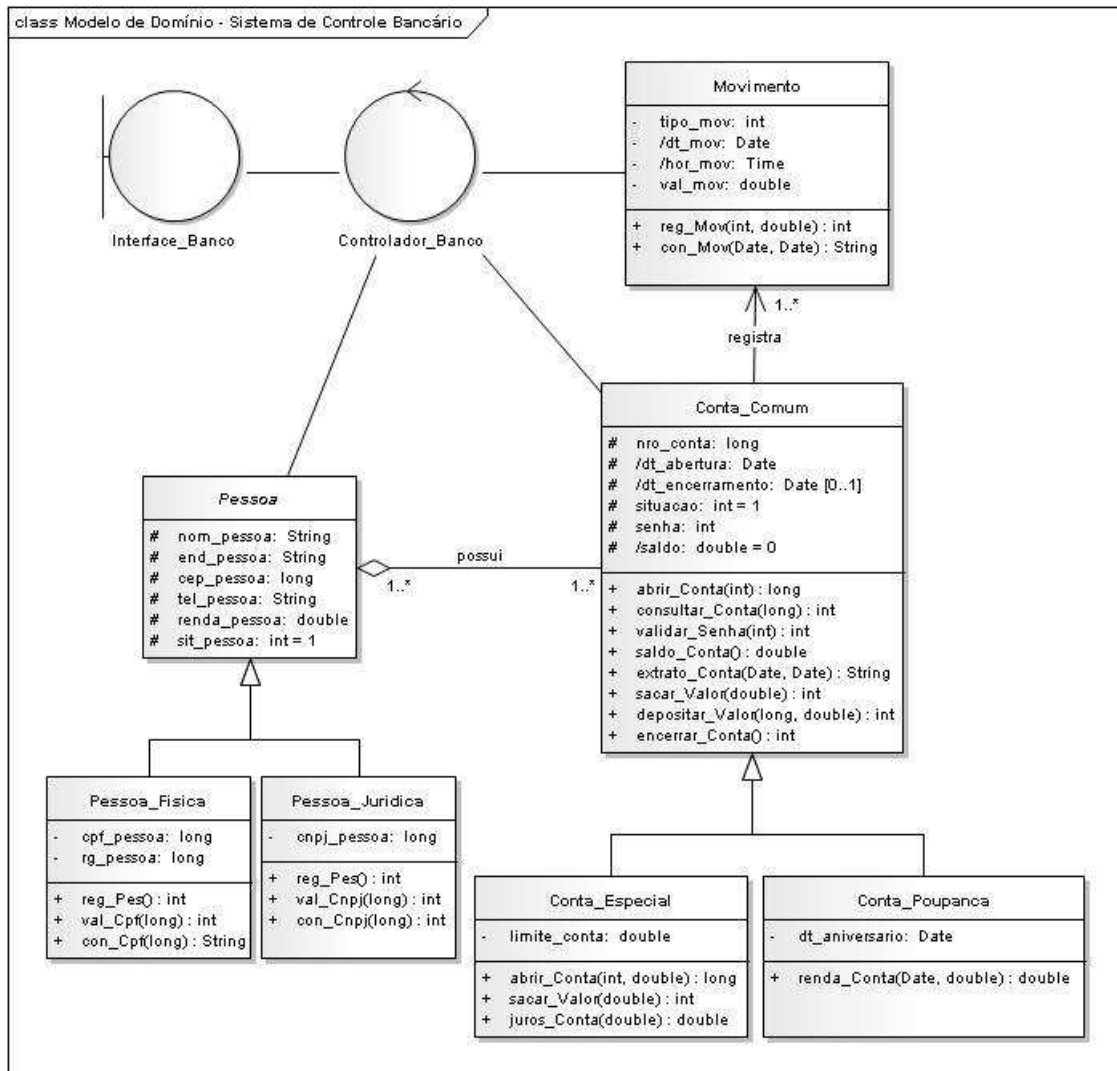 class Modelo de Domínio - Sistema de Controle Bancário
Interface_Banco
Controlador_Banco
Movimento
- tipo_mov: int
- /dt_mov: Date
- /hor_mov: Time
- val_mov: double
+ reg_Mov(int, double) : int
+ con_Mov(Date, Date) : String
1..*
registra
Conta_Comum
# nro_conta: long
# /dt_abertura: Date
# /dt_encerramento: Date [0..1]
# situacao: int = 1
# senha: int
# /saldo: double = 0
+ abrir_Conta(int) : long
+ consultar_Conta(long) : int
+ validar_Senha(int) : int
+ saldo_Conta() : double
+ extrato_Conta(Date, Date) : String
+ sacar_Valor(double) : int
+ depositar_Valor(long, double) : int
+ encerrar_Conta() : int
Pessoa
# nom_pessoa: String
# end_pessoa: String
# cep_pessoa: long
# tel_pessoa: String
# renda_pessoa: double
# sit_pessoa: int = 1
possui
1..*
1..*
Pessoa_Fisica
- cpf_pessoa: long
- rg_pessoa: long
+ reg_Pes() : int
+ val_Cpf(long) : int
+ con_Cpf(long) : String
Pessoa_Juridica
- cnpj_pessoa: long
+ reg_Pes() : int
+ val_Cnpj(long) : int
+ con_Cnpj(long) : int
Conta_Especial
- limite_conta: double
+ abrir_Conta(int, double) : long
+ sacar_Valor(double) : int
+ juros_Conta(double) : double
Conta_Poupanca
- dt_aniversario: Date
+ renda_Conta(Date, double) : double